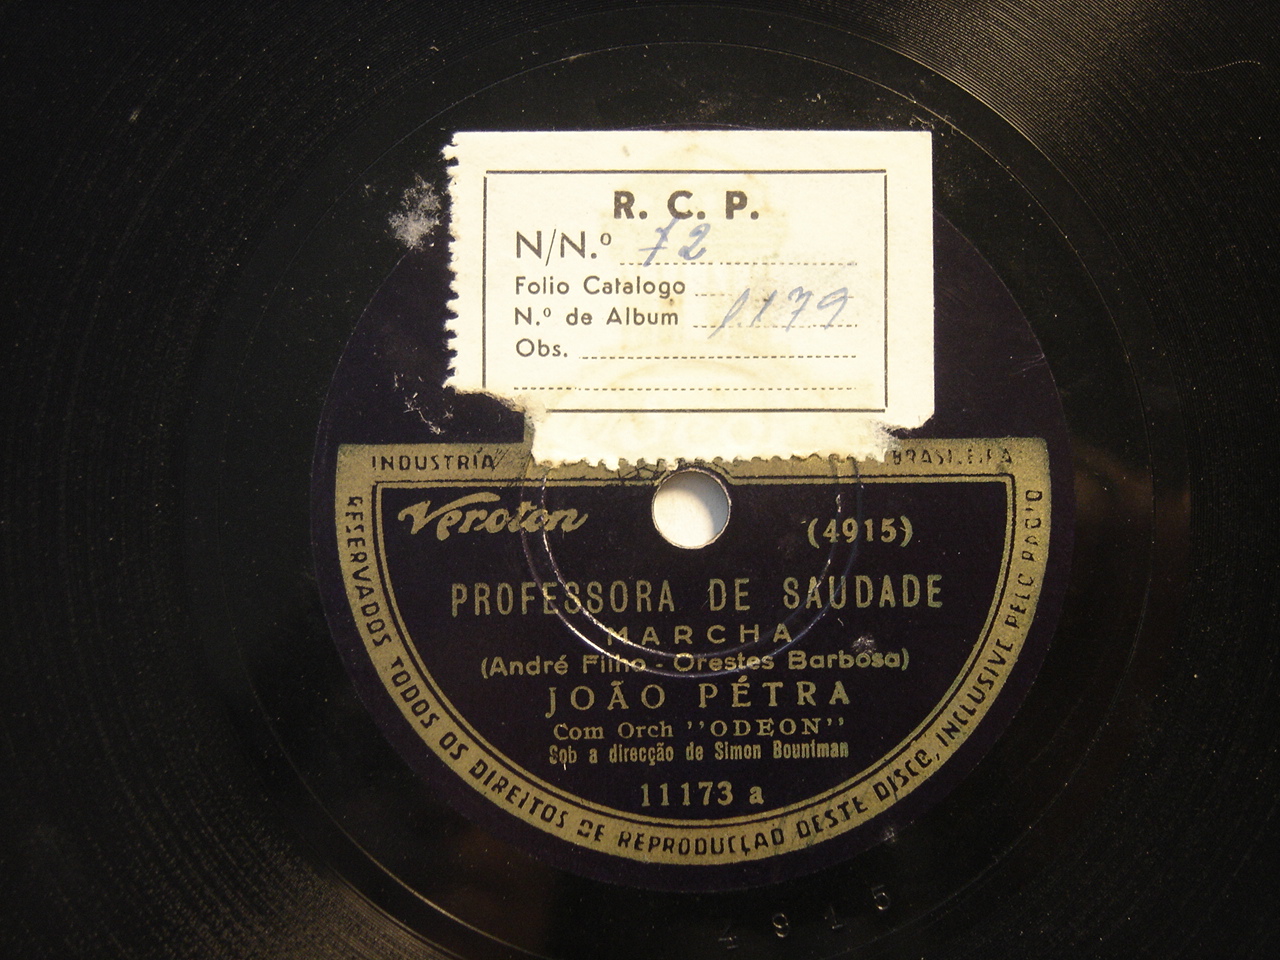 R. C. P.
N/N.º 72
Folio Catalogo
N.º de Album 1179
Obs.
INDUSTRIA BRASILEIRA
Veroton
(4915)
PROFESSORA DE SAUDADE
MARCHA
(André Filho - Orestes Barbosa)
JOÃO PÉTRA
Com Orch "ODEON"
Sob a direcção de Simon Bountman
11173 a
RESERVADOS TODOS OS DIREITOS DE REPRODUCÇAO DESTE DISCO, INCLUSIVE PELO RADIO
4915